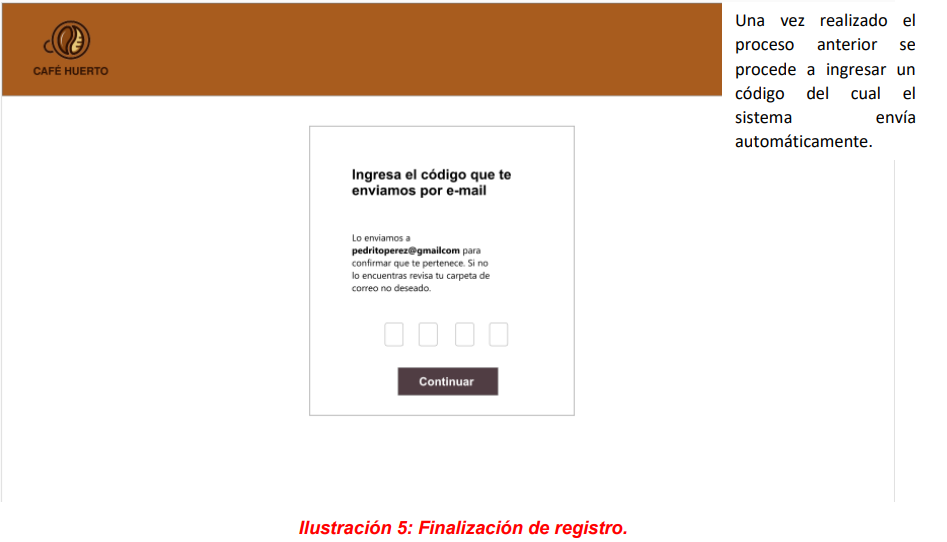 CAFÉ HUERTO
Una vez realizado el
proceso anterior se
procede a ingresar un
código del cual el
sistema envía
automáticamente.
Ingresa el código que te
enviamos por e-mail
Lo enviamos a
pedritoperez@gmailcom para
confirmar que te pertenece. Si no
lo encuentras revisa tu carpeta de
correo no deseado.
Continuar
Ilustración 5: Finalización de registro.